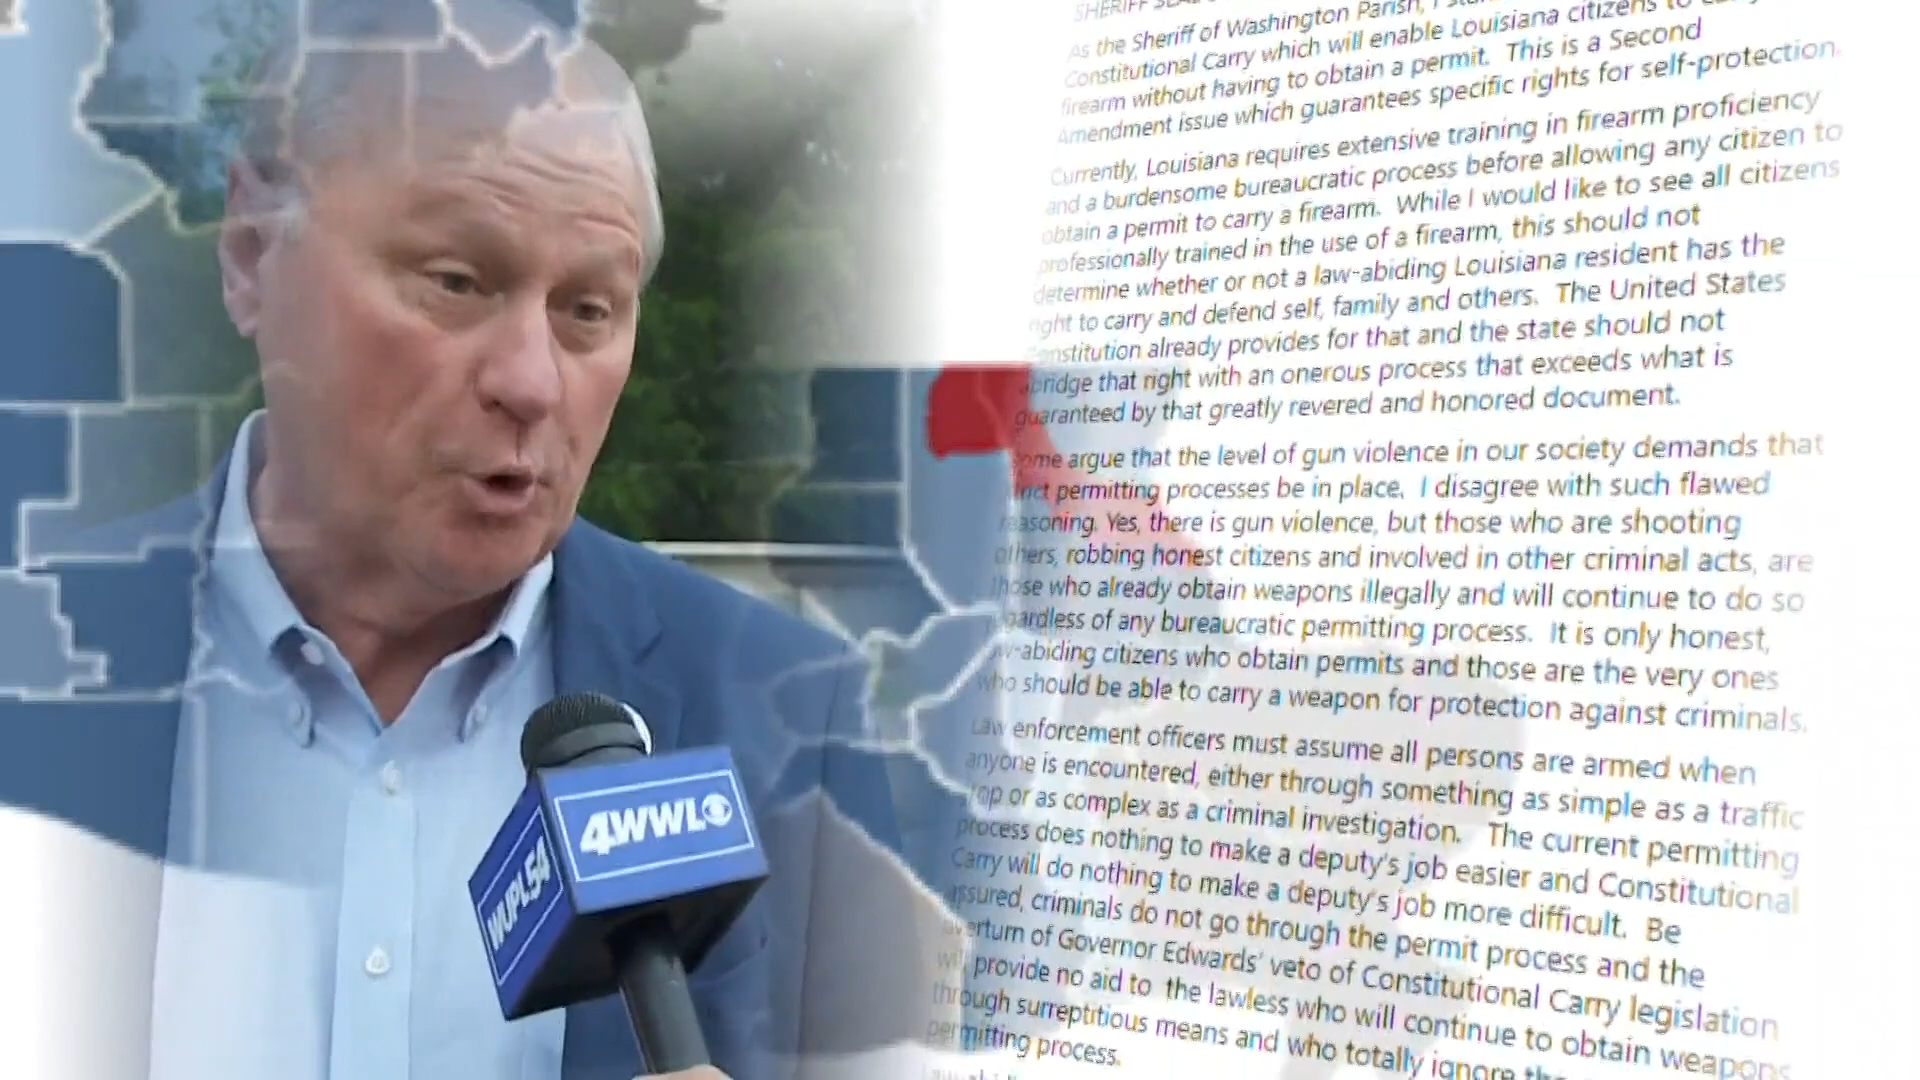 4WWL
WUPL54
SHERIFF
As the Sheriff of Washington Parish, I
Constitutional Carry which will enable Louisiana citizens to
firearm without having to obtain a permit. This is a Second
Amendment issue which guarantees specific rights for self-protection.
Currently, Louisiana requires extensive training in firearm proficiency
and a burdensome bureaucratic process before allowing any citizen to
obtain a permit to carry a firearm. While I would like to see all citizens
professionally trained in the use of a firearm, this should not
determine whether or not a law-abiding Louisiana resident has the
right to carry and defend self, family and others. The United States
Constitution already provides for that and the state should not
abridge that right with an onerous process that exceeds what is
guaranteed by that greatly revered and honored document.
Some argue that the level of gun violence in our society demands that
strict permitting processes be in place. I disagree with such flawed
reasoning. Yes, there is gun violence, but those who are shooting
others, robbing honest citizens and involved in other criminal acts, are
those who already obtain weapons illegally and will continue to do so
regardless of any bureaucratic permitting process. It is only honest,
law-abiding citizens who obtain permits and those are the very ones
who should be able to carry a weapon for protection against criminals.
Law enforcement officers must assume all persons are armed when
anyone is encountered, either through something as simple as a traffic
stop or as complex as a criminal investigation. The current permitting
process does nothing to make a deputy's job easier and Constitutional
Carry will do nothing to make a deputy's job more difficult. Be
assured, criminals do not go through the permit process and the
overturn of Governor Edwards' veto of Constitutional Carry legislation
will provide no aid to the lawless who will continue to obtain weapons
through surreptitious means and who totally ignore the
permitting process.